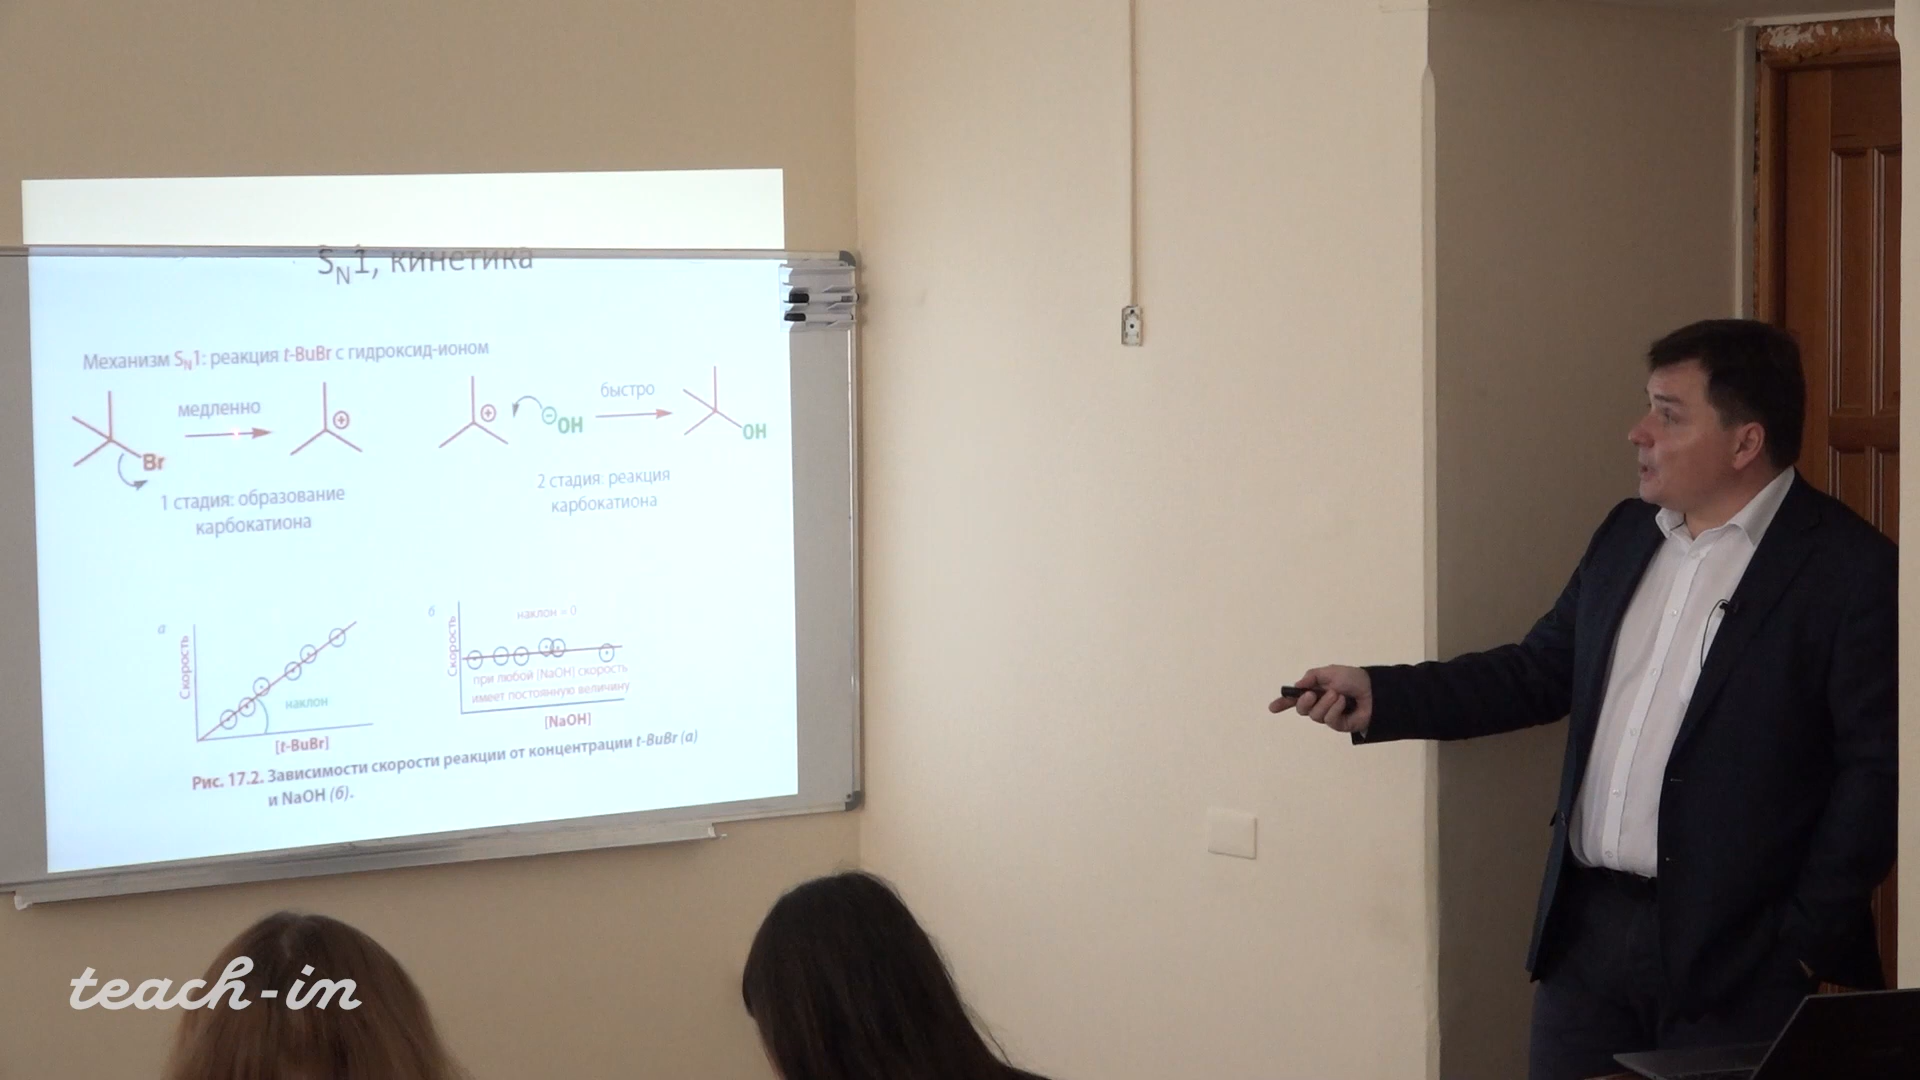 S_N1, кинетика
Механизм S_N1: реакция t-BuBr с гидроксид-ионом
медленно
Br
1 стадия: образование
карбокатиона
⊕
⊕
⊖OH
быстро
OH
2 стадия: реакция
карбокатиона
а
Скорость
наклон
[t-BuBr]
б
Скорость
наклон = 0
при любой [NaOH] скорость
имеет постоянную величину
[NaOH]
Рис. 17.2. Зависимости скорости реакции от концентрации t-BuBr (а)
и NaOH (б).
teach-in